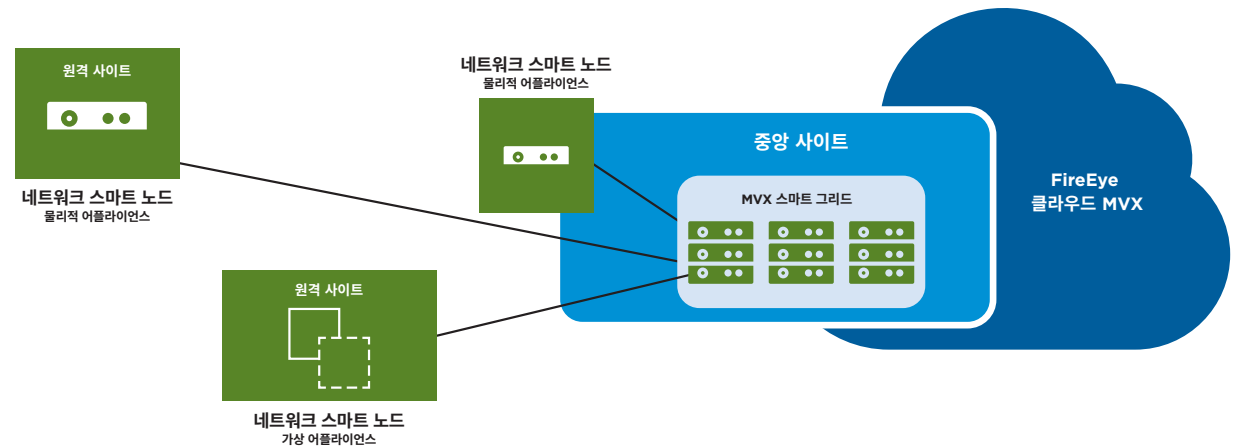 원격 사이트
네트워크 스마트 노드
물리적 어플라이언스
네트워크 스마트 노드
물리적 어플라이언스
중앙 사이트
MVX 스마트 그리드
FireEye
클라우드 MVX
원격 사이트
네트워크 스마트 노드
가상 어플라이언스